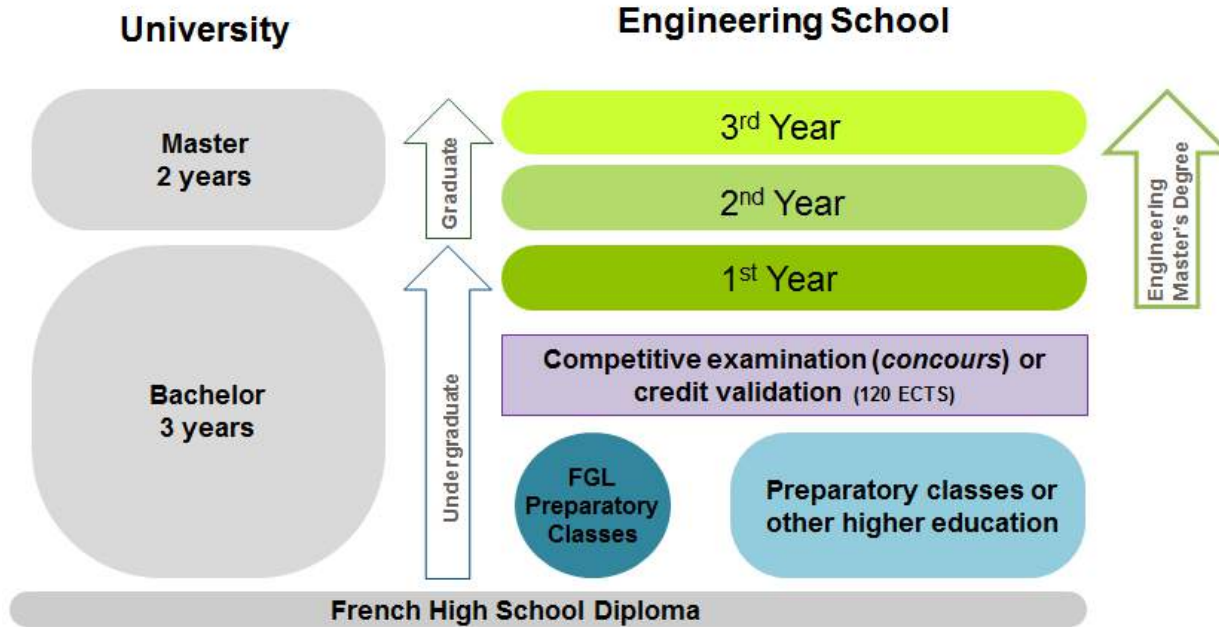 University
Engineering School
Master
2 years
Graduate
3rd Year
2nd Year
1st Year
Engineering
Master's Degree
Bachelor
3 years
Undergraduate
Competitive examination (concours) or
credit validation (120 ECTS)
FGL
Preparatory
Classes
Preparatory classes or
other higher education
French High School Diploma